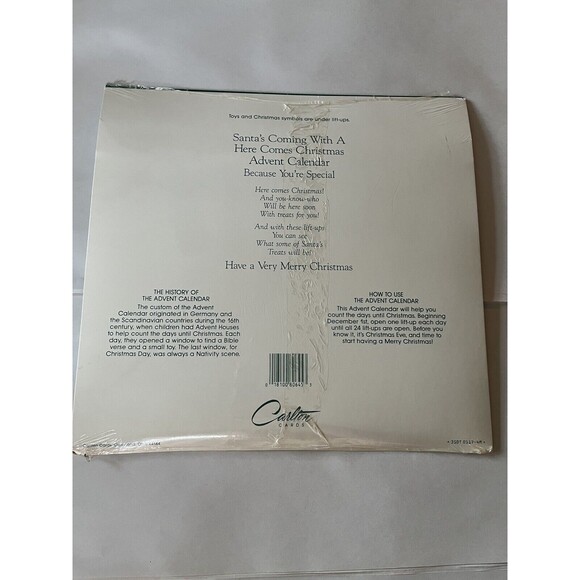 Toys and Christmas symbols are under lift-ups.
Santa's Coming With A
Here Comes Christmas
Advent Calendar
Because You're Special
Here comes Christmas!
And you-know-who
Will be here soon
With treats for you!
And with these lift-ups
You can see
What some of Santa's
Treats will be!
Have a Very Merry Christmas
THE HISTORY OF
THE ADVENT CALENDAR
The custom of the Advent
Calendar originated in Germany and
the Scandinavian countries during the 16th
century, when children had Advent Houses
to help count the days until Christmas. Each
day, they opened a window to find a Bible
verse and a small toy. The last window, for
Christmas Day, was always a Nativity scene.
HOW TO USE
THE ADVENT CALENDAR
This Advent Calendar will help you
count the days until Christmas. Beginning
December 1st, open one lift-up each day
until all 24 lift-ups are open. Before you
know it, it's Christmas Eve, and time to
start having a Merry Christmas!
Carlton
CARDS